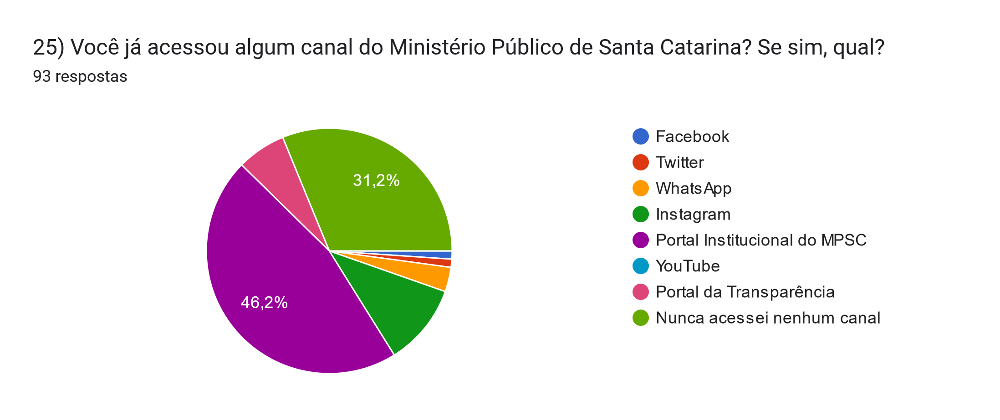 25) Você já acessou algum canal do Ministério Público de Santa Catarina? Se sim, qual?
93 respostas
31,2%
46,2%
Facebook
Twitter
WhatsApp
Instagram
Portal Institucional do MPSC
YouTube
Portal da Transparência
Nunca acessei nenhum canal